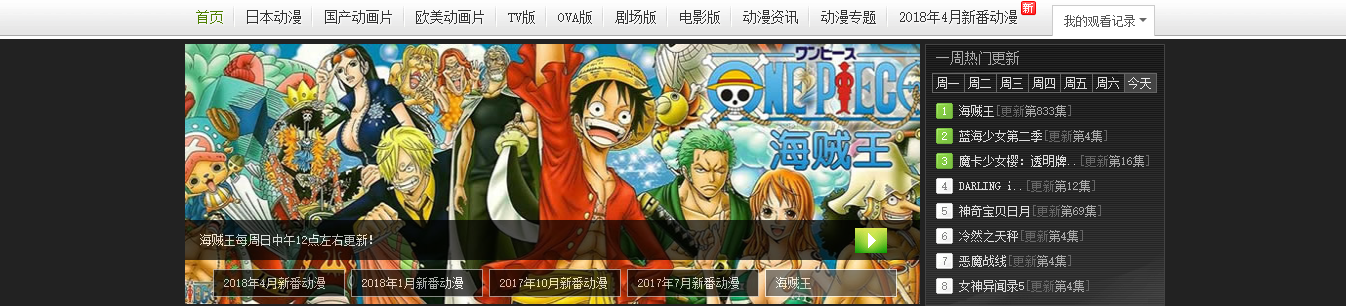 首页 日本动漫 国产动画片 欧美动画片 TV版 OVA版 剧场版 电影版 动漫资讯 动漫专题 2018年4月新番动漫 新 我的观看记录
ワンピース
ONE PIECE
海贼王
海贼王每周日中午12点左右更新!
2018年4月新番动漫 2018年1月新番动漫 2017年10月新番动漫 2017年7月新番动漫 海贼王
一周热门更新
周一 周二 周三 周四 周五 周六 今天
1 海贼王[更新第833集]
2 蓝海少女第二季[更新第4集]
3 魔卡少女樱：透明牌..[更新第16集]
4 DARLING i..[更新第12集]
5 神奇宝贝日月[更新第69集]
6 冷然之天秤[更新第4集]
7 恶魔战线[更新第4集]
8 女神异闻录5[更新第4集]